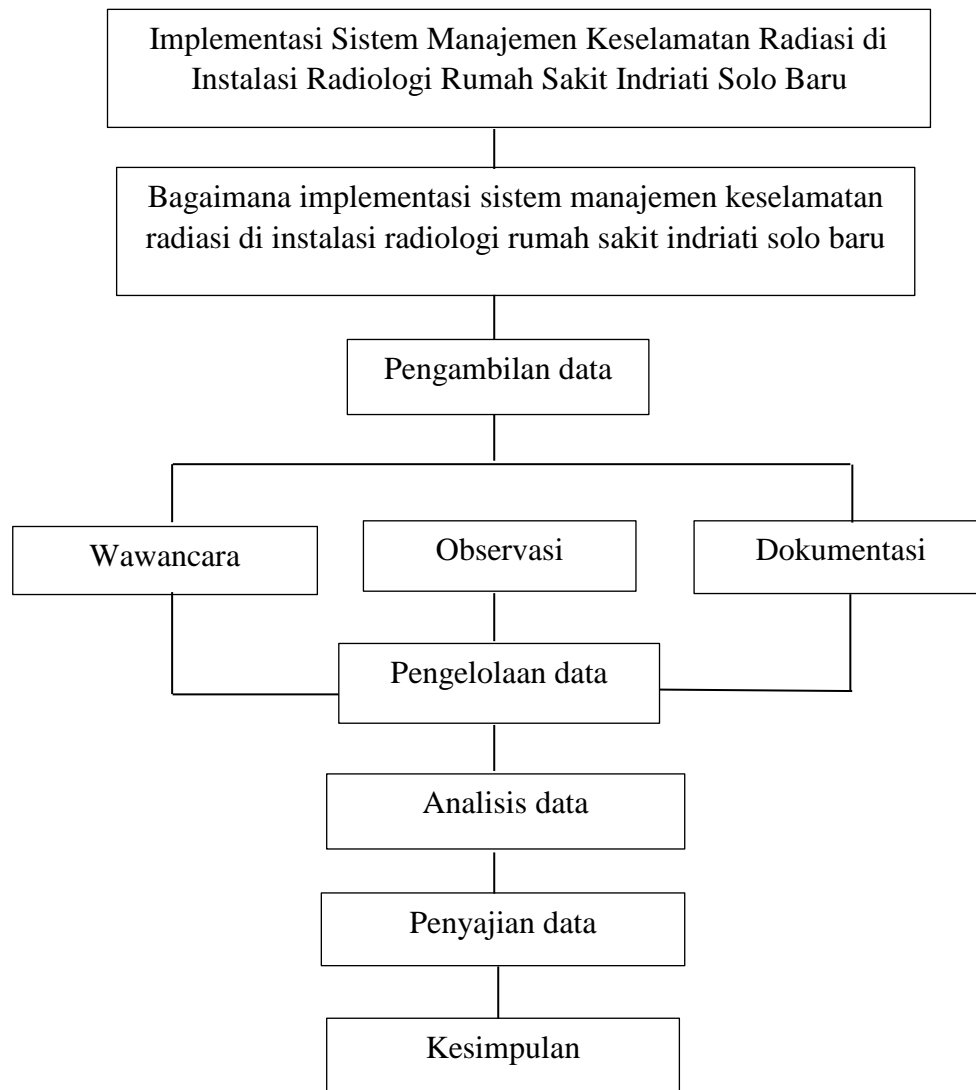 Implementasi Sistem Manajemen Keselamatan Radiasi di
Instalasi Radiologi Rumah Sakit Indriati Solo Baru
Bagaimana implementasi sistem manajemen keselamatan
radiasi di instalasi radiologi rumah sakit indriati solo baru
Pengambilan data
Wawancara
Observasi
Dokumentasi
Pengelolaan data
Analisis data
Penyajian data
Kesimpulan